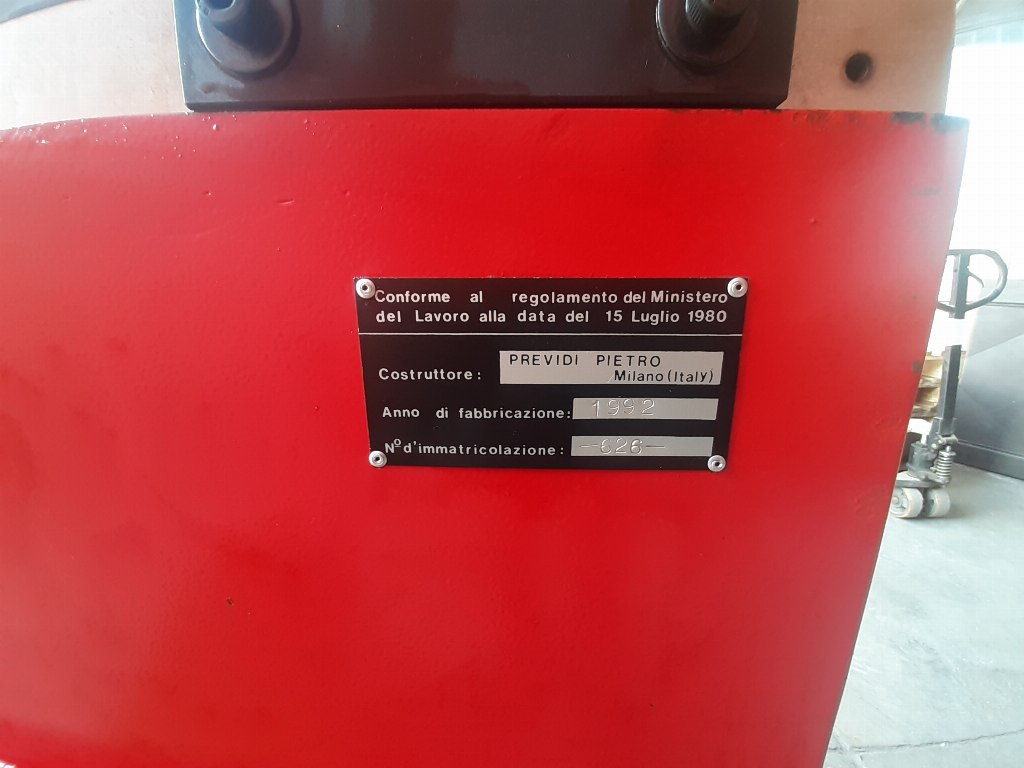 Conforme al regolamento del Ministero
del Lavoro alla data del 15 Luglio 1980
Costruttore: PREVIDI PIETRO
Milano (Italy)
Anno di fabbricazione: 1992
Nº d'immatricolazione: -626-